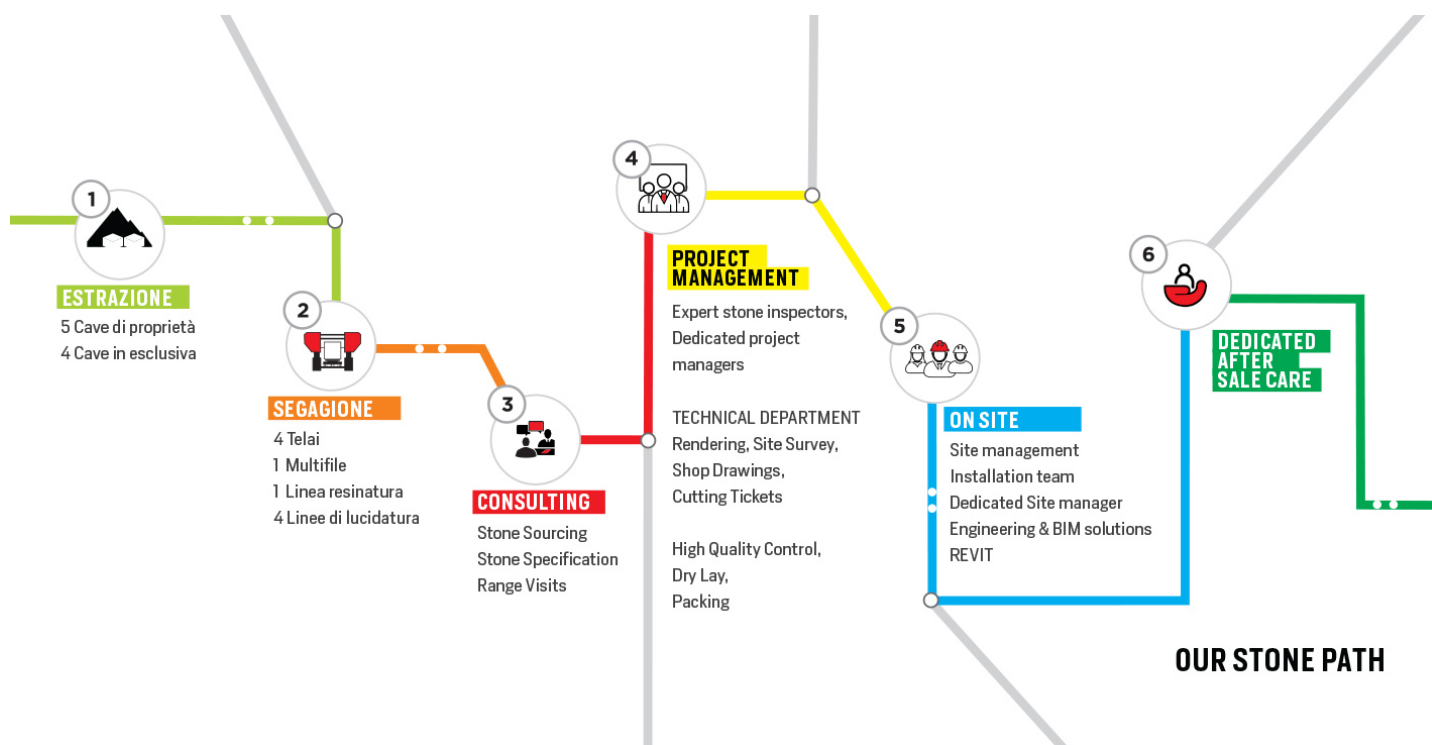 1
ESTRAZIONE
5 Cave di proprietà
4 Cave in esclusiva
2
SEGAGIONE
4 Telai
1 Multifile
1 Linea resinatura
4 Linee di lucidatura
3
CONSULTING
Stone Sourcing
Stone Specification
Range Visits
4
PROJECT
MANAGEMENT
Expert stone inspectors,
Dedicated project
managers
TECHNICAL DEPARTMENT
Rendering, Site Survey,
Shop Drawings,
Cutting Tickets
High Quality Control,
Dry Lay,
Packing
5
ON SITE
Site management
Installation team
Dedicated Site manager
Engineering & BIM solutions
REVIT
6
DEDICATED
AFTER
SALE CARE
OUR STONE PATH